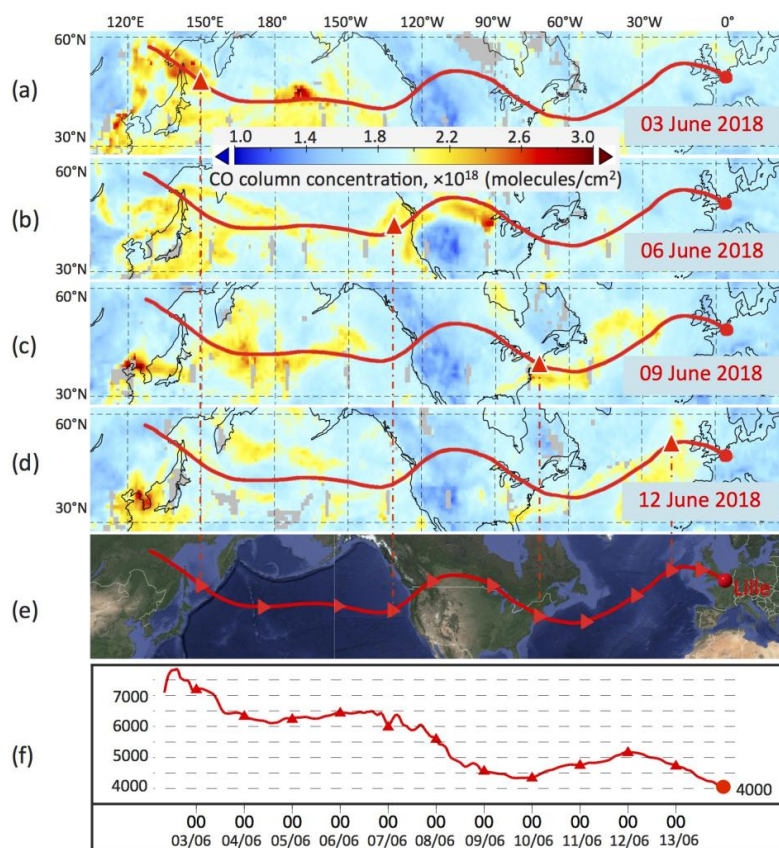 120°E 150°E 180° 150°W 120°W 90°W 60°W 30°W 0°
60°N
(a)
03 June 2018
30°N
1.0 1.4 1.8 2.2 2.6 3.0
CO column concentration, ×10¹⁸ (molecules/cm²)
60°N
(b)
06 June 2018
30°N
60°N
(c)
09 June 2018
30°N
60°N
(d)
12 June 2018
30°N
(e)
Lille
7000
6000
(f)
5000
4000
4000
00 00 00 00 00 00 00 00 00 00 00
03/06 04/06 05/06 06/06 07/06 08/06 09/06 10/06 11/06 12/06 13/06